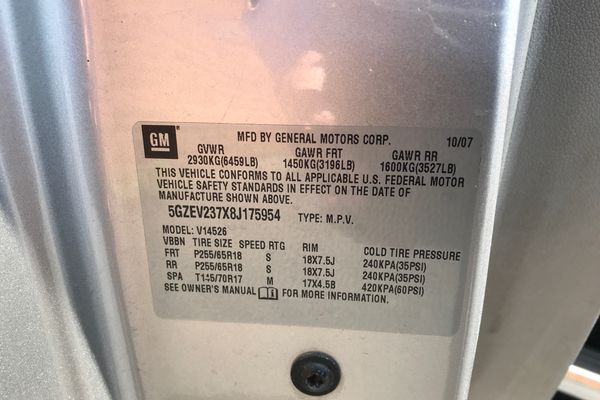 GM
MFD BY GENERAL MOTORS CORP. 10/07
GVWR GAWR FRT GAWR RR
2930KG(6459LB) 1450KG(3196LB) 1600KG(3527LB)
THIS VEHICLE CONFORMS TO ALL APPLICABLE U.S. FEDERAL MOTOR
VEHICLE SAFETY STANDARDS IN EFFECT ON THE DATE OF
MANUFACTURE SHOWN ABOVE.
5GZEV237X8J175954 TYPE: M.P.V.
MODEL: V14526
VBBN TIRE SIZE SPEED RTG RIM COLD TIRE PRESSURE
FRT P255/65R18 S 18X7.5J 240KPA(35PSI)
RR P255/65R18 S 18X7.5J 240KPA(35PSI)
SPA T145/70R17 M 17X4.5B 420KPA(60PSI)
SEE OWNER'S MANUAL FOR MORE INFORMATION.